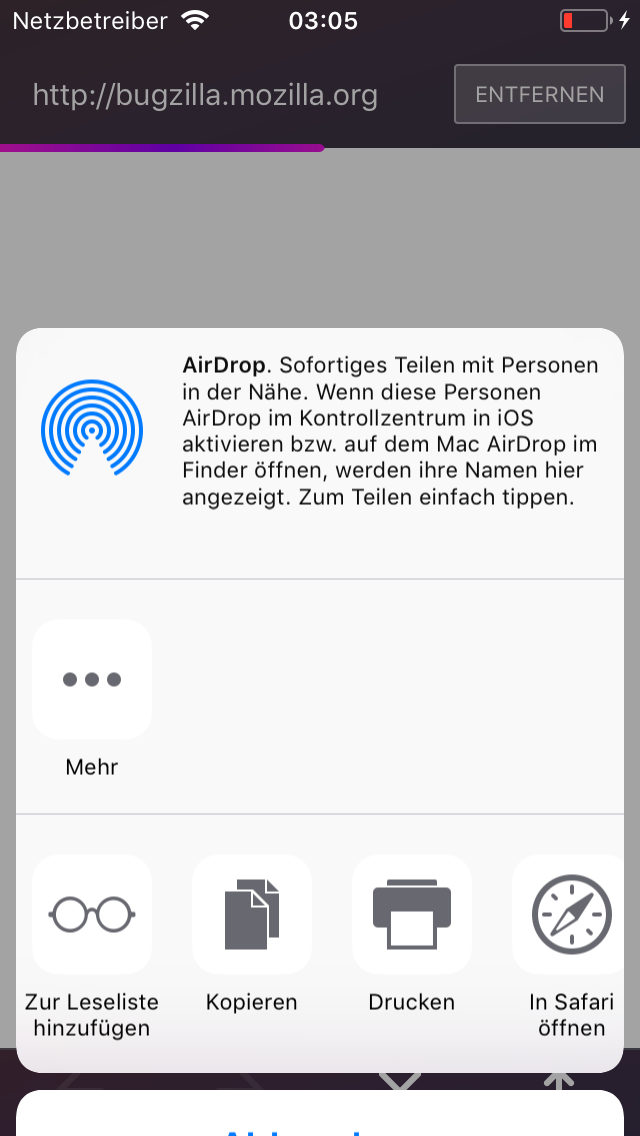 Netzbetreiber 03:05
http://bugzilla.mozilla.org ENTFERNEN
AirDrop. Sofortiges Teilen mit Personen
in der Nähe. Wenn diese Personen
AirDrop im Kontrollzentrum in iOS
aktivieren bzw. auf dem Mac AirDrop im
Finder öffnen, werden ihre Namen hier
angezeigt. Zum Teilen einfach tippen.
Mehr
Zur Leseliste
hinzufügen
Kopieren
Drucken
In Safari
öffnen